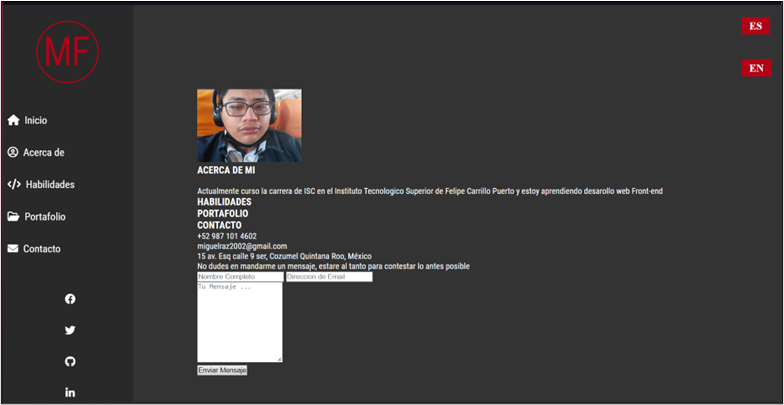 MF
Inicio
Acerca de
Habilidades
Portafolio
Contacto
ES
EN
ACERCA DE MI
Actualmente curso la carrera de ISC en el Instituto Tecnologico Superior de Felipe Carrillo Puerto y estoy aprendiendo desarollo web Front-end
HABILIDADES
PORTAFOLIO
CONTACTO
+52 987 101 4602
miguelraz2002@gmail.com
15 av. Esq calle 9 ser, Cozumel Quintana Roo, México
No dudes en mandarme un mensaje, estare al tanto para contestar lo antes posible
Nombre Completo Direccion de Email
Tu Mensaje ...
Enviar Mensaje